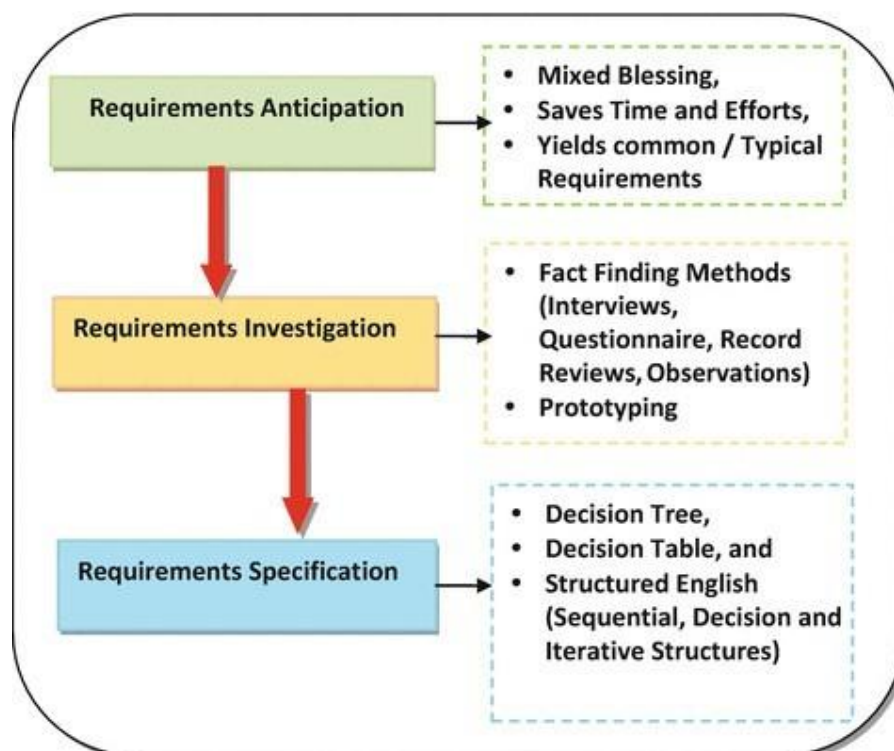 Requirements Anticipation
• Mixed Blessing,
• Saves Time and Efforts,
• Yields common / Typical
Requirements
Requirements Investigation
• Fact Finding Methods
(Interviews,
Questionnaire, Record
Reviews, Observations)
• Prototyping
Requirements Specification
• Decision Tree,
• Decision Table, and
• Structured English
(Sequential, Decision and
Iterative Structures)